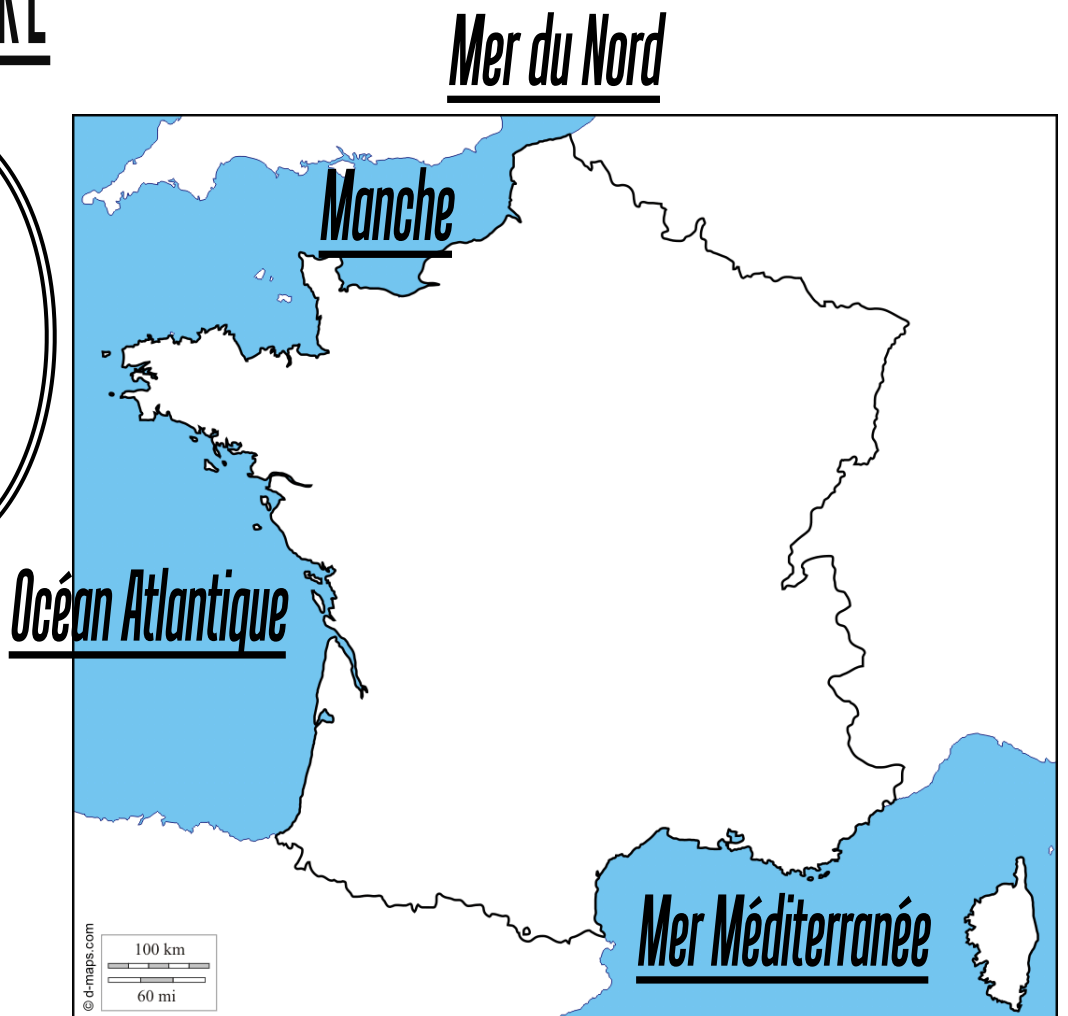 Mer du Nord
Manche
Océan Atlantique
Mer Méditerranée
100 km
60 mi
© d-maps.com